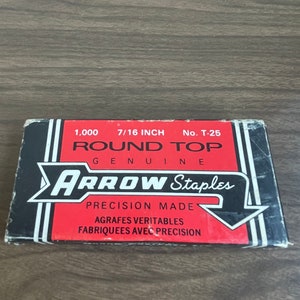 1,000 7/16 INCH No. T-25
ROUND TOP
GENUINE
ARROW Staples
PRECISION MADE
AGRAFES VERITABLES
FABRIQUEES AVEC PRECISION